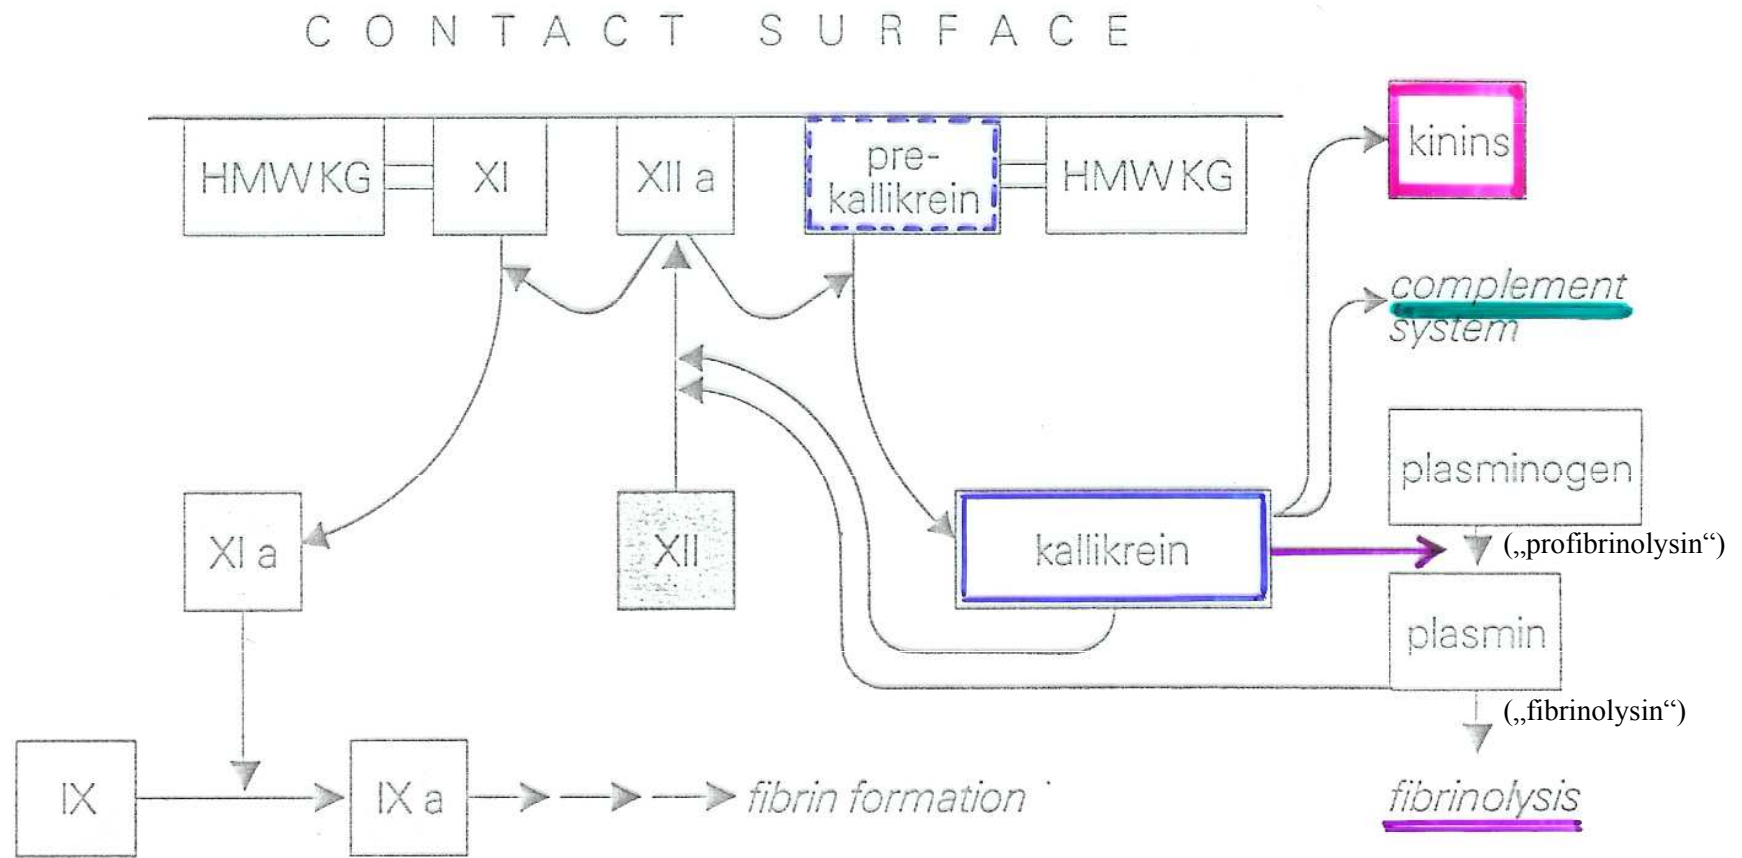 CONTACT SURFACE
HMWKG
XI
XII a
pre-
kallikrein
HMWKG
kinins
complement
system
plasminogen
XI a
XII
kallikrein
(„profibrinolysin“)
plasmin
(„fibrinolysin“)
IX
IX a
fibrin formation
fibrinolysis